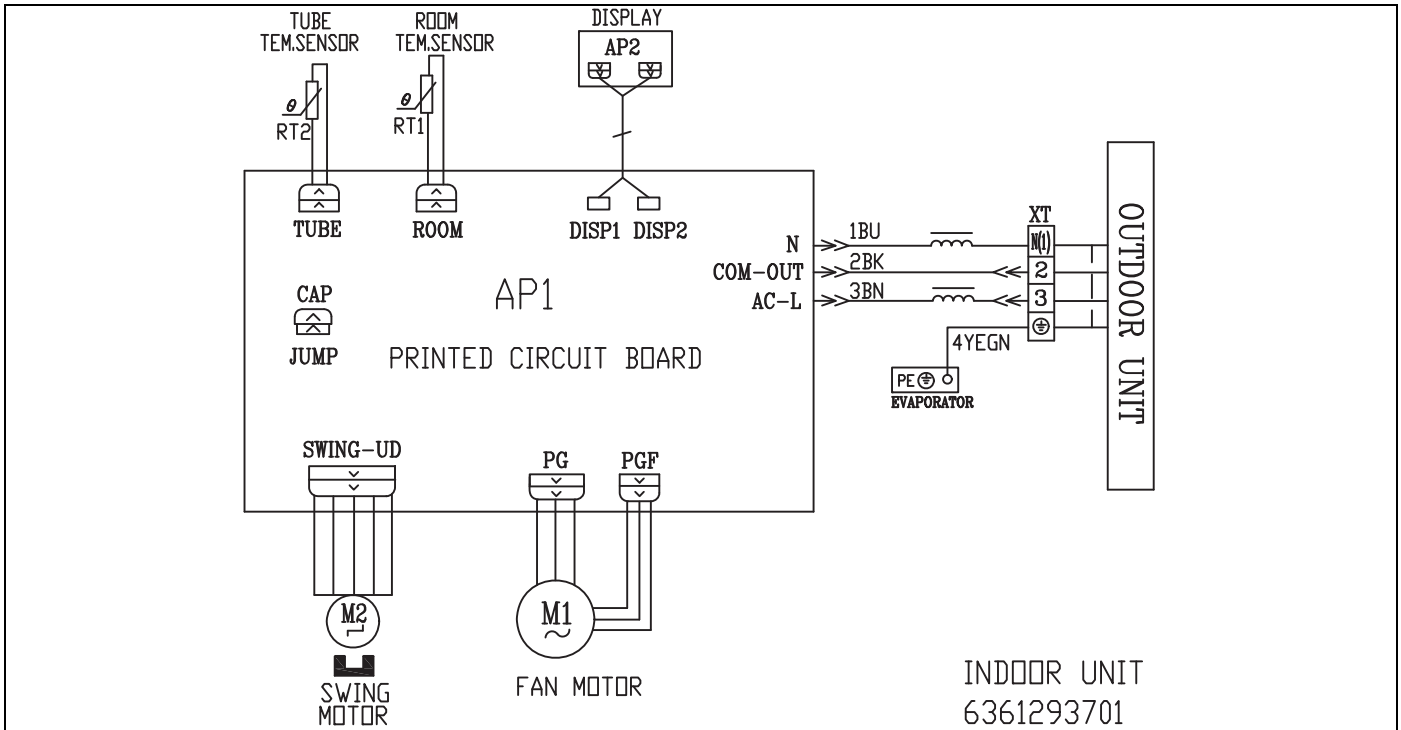 TUBE
TEM.SENSOR
ROOM
TEM.SENSOR
DISPLAY
AP2
θ
RT2
θ
RT1
TUBE
ROOM
DISP1 DISP2
N
1BU
XT
N(1)
COM-OUT
2BK
2
AC-L
3BN
3
4YEGN
PE
EVAPORATOR
OUTDOOR UNIT
CAP
JUMP
AP1
PRINTED CIRCUIT BOARD
SWING-UD
PG
PGF
M2
M1
SWING
MOTOR
FAN MOTOR
INDOOR UNIT
6361293701